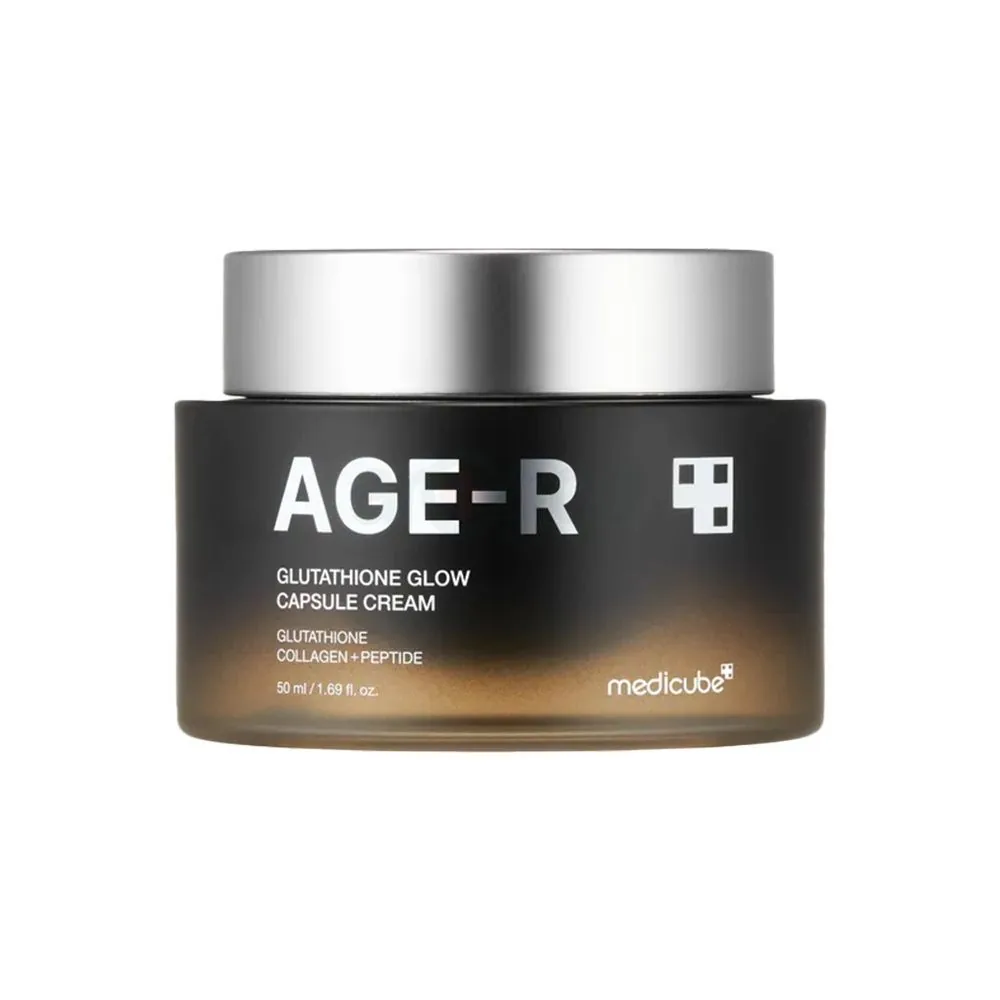 AGE-R
GLUTATHIONE GLOW
CAPSULE CREAM
GLUTATHIONE
COLLAGEN + PEPTIDE
50 ml / 1.69 fl. oz.
medicube